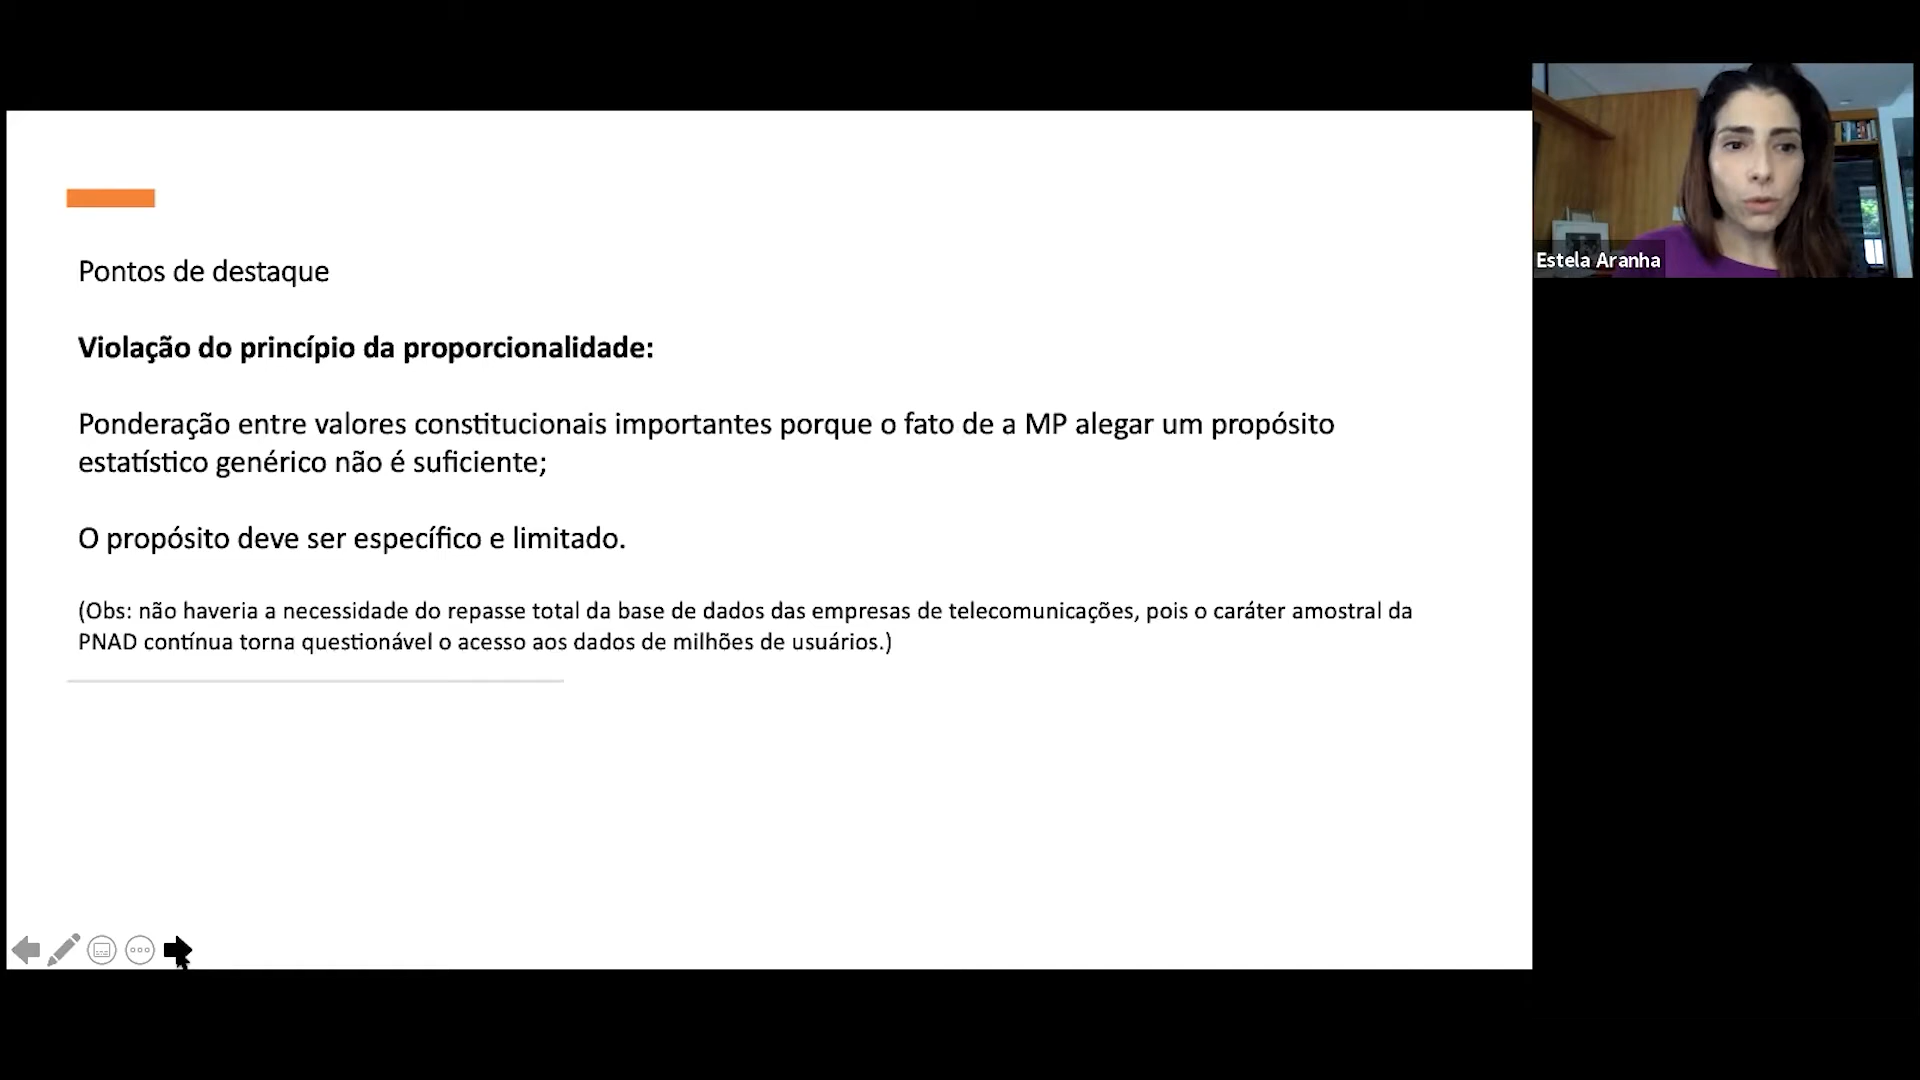 Pontos de destaque
Violação do princípio da proporcionalidade:
Ponderação entre valores constitucionais importantes porque o fato de a MP alegar um propósito
estatístico genérico não é suficiente;
O propósito deve ser específico e limitado.
(Obs: não haveria a necessidade do repasse total da base de dados das empresas de telecomunicações, pois o caráter amostral da
PNAD contínua torna questionável o acesso aos dados de milhões de usuários.)
Estela Aranha